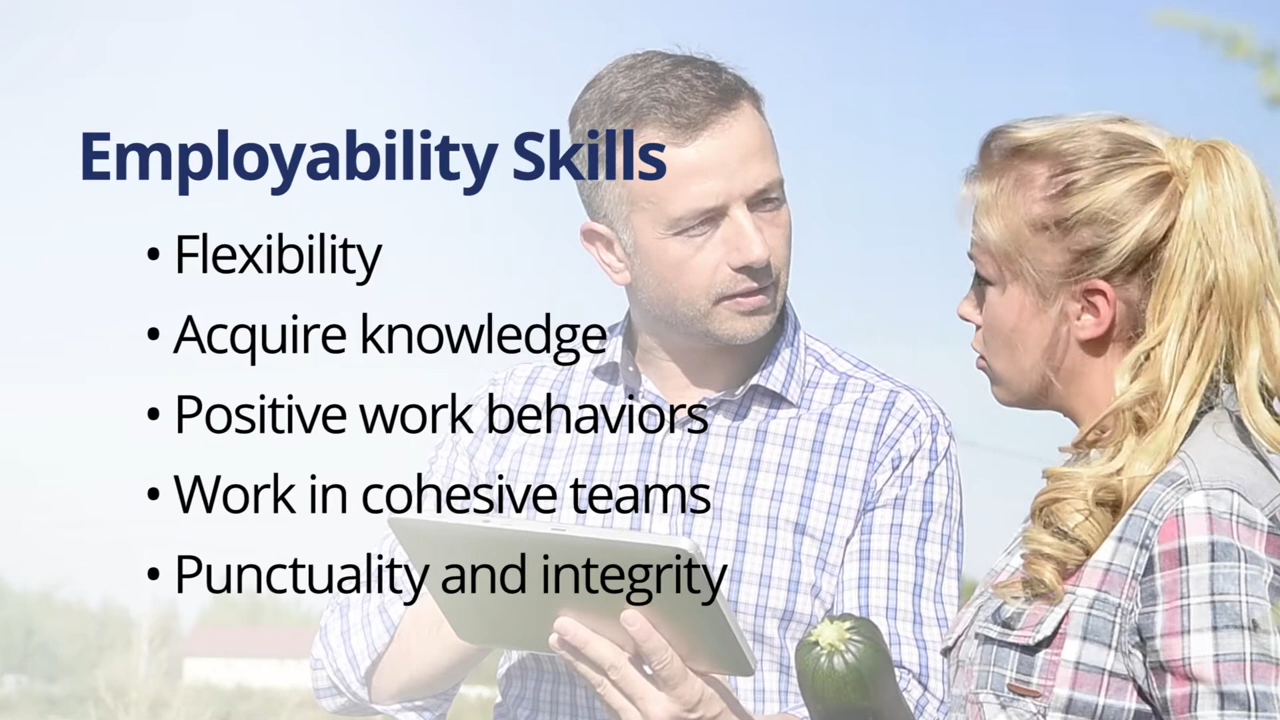 Employability Skills
• Flexibility
• Acquire knowledge
• Positive work behaviors
• Work in cohesive teams
• Punctuality and integrity